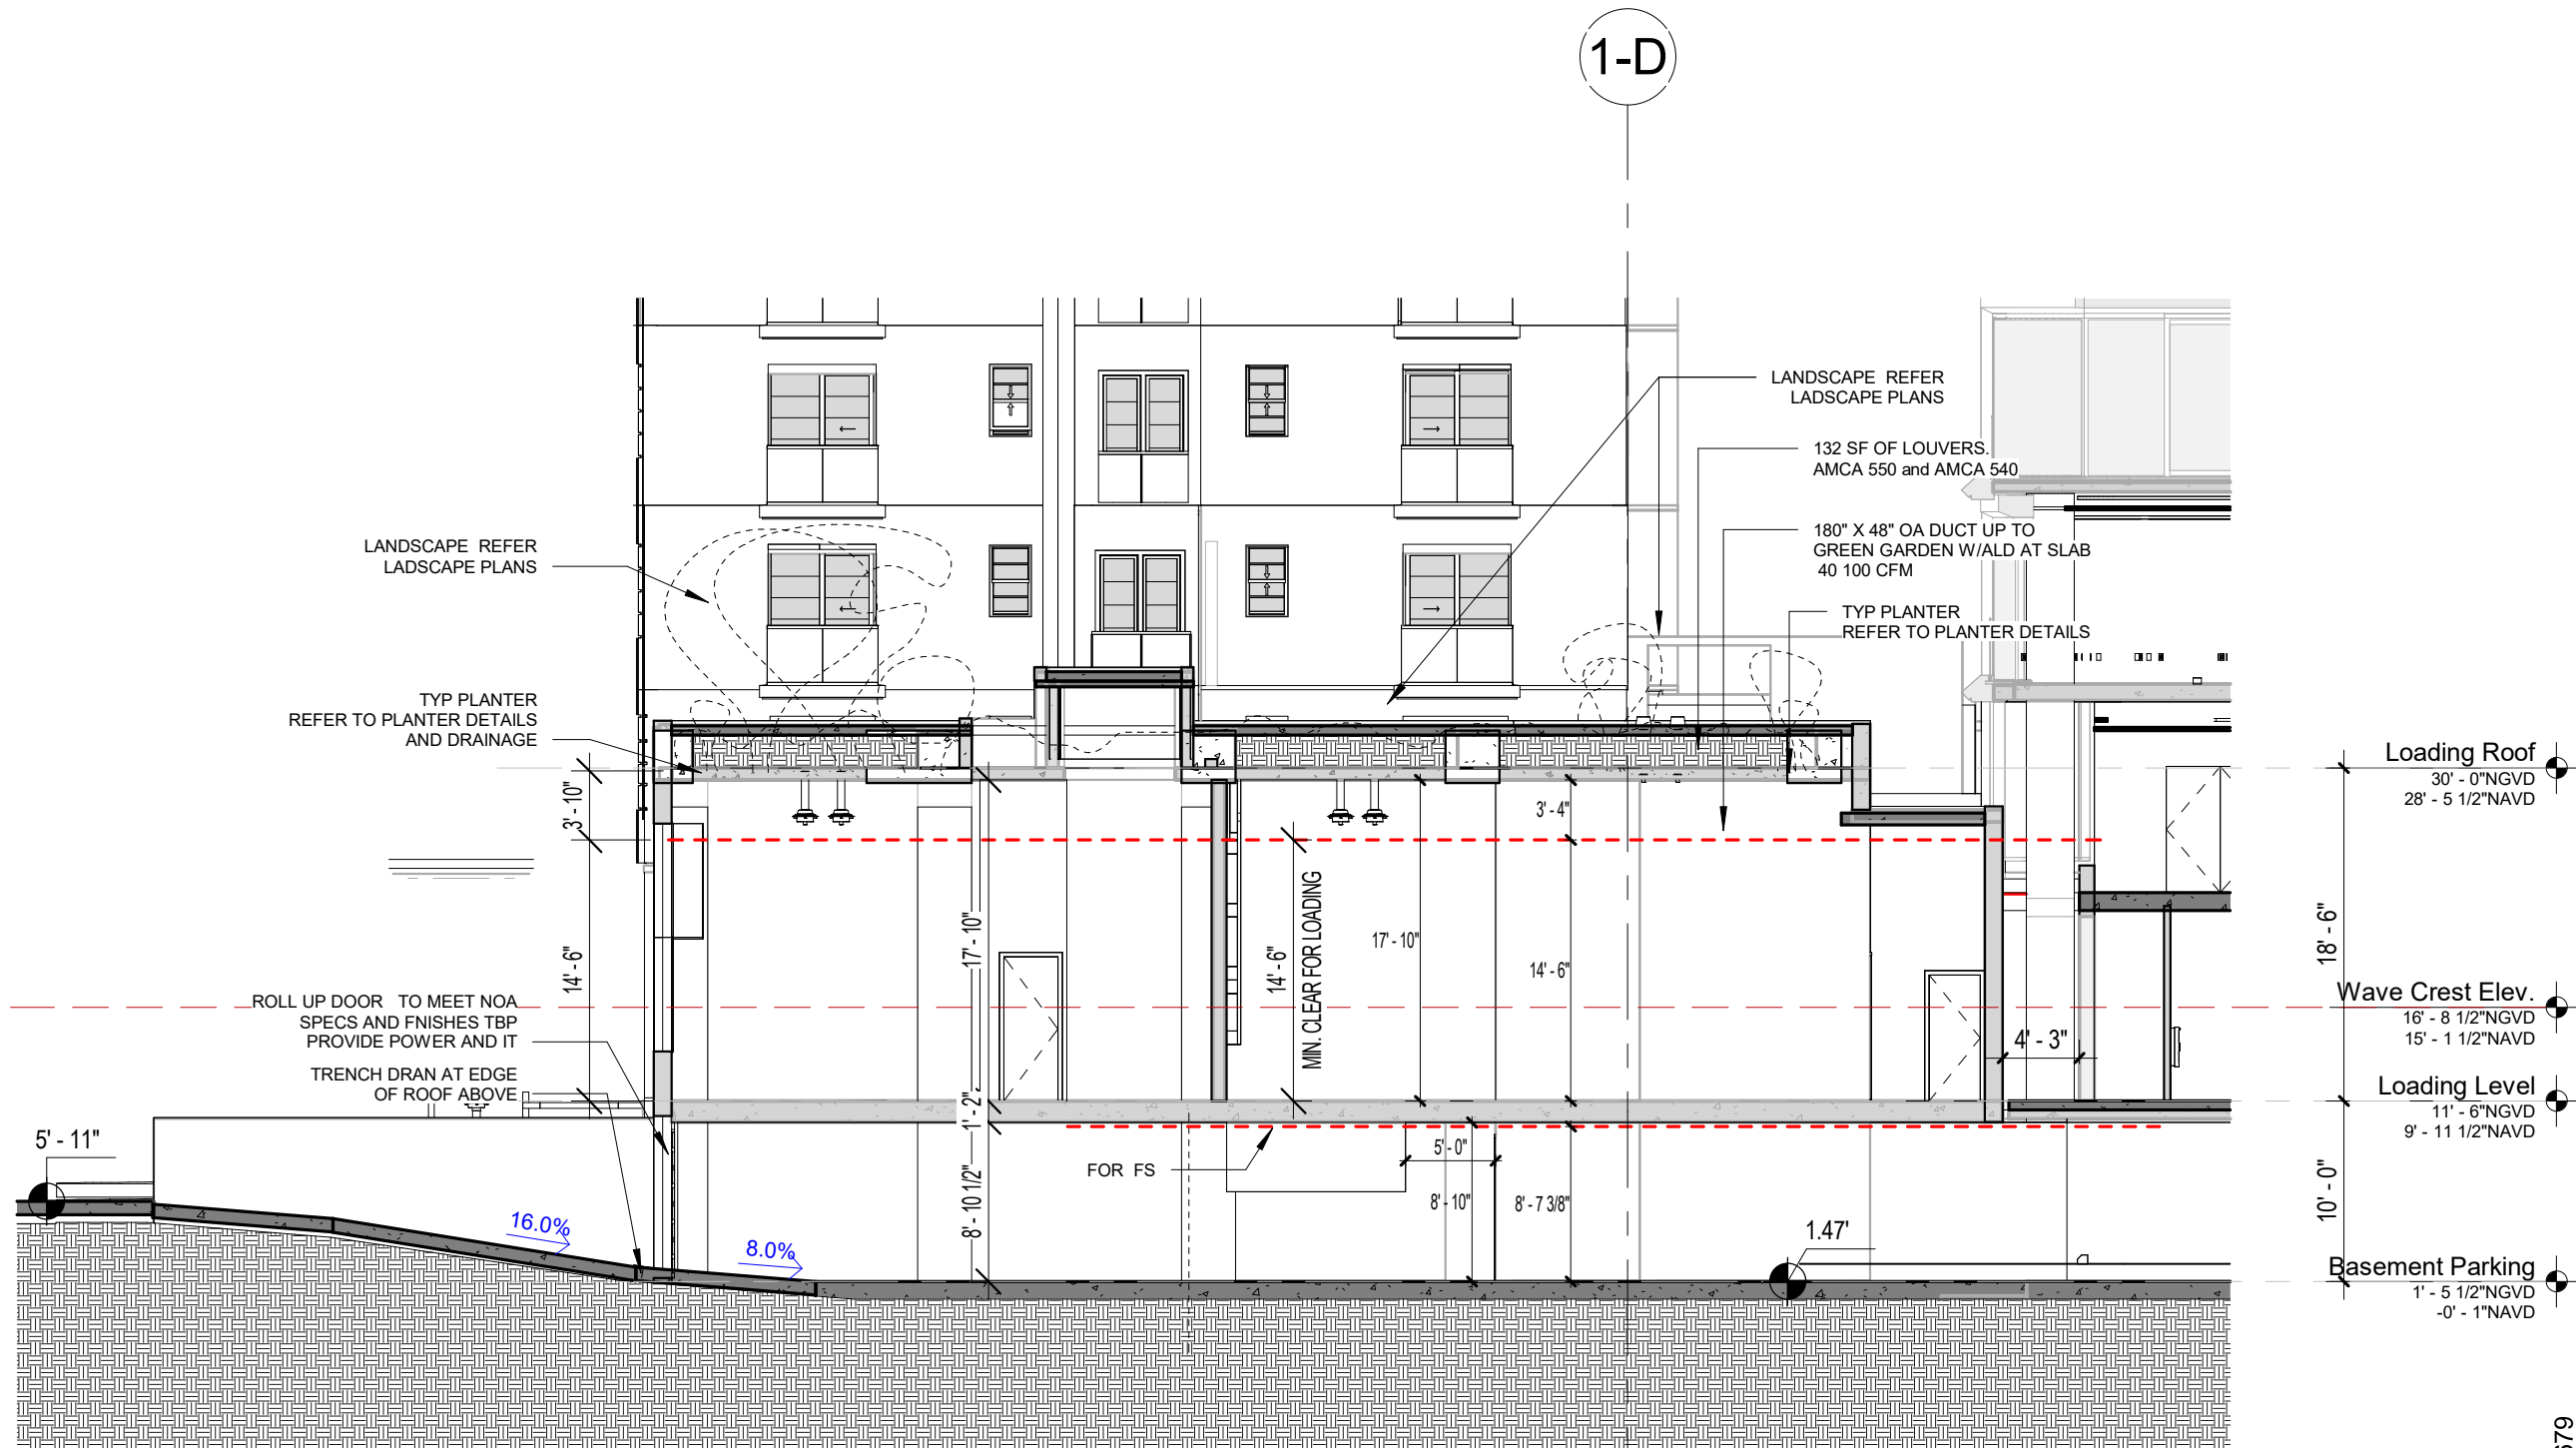 1-D
LANDSCAPE REFER
LADSCAPE PLANS
132 SF OF LOUVERS.
AMCA 550 and AMCA 540
180" X 48" OA DUCT UP TO
GREEN GARDEN W/ALD AT SLAB
40 100 CFM
TYP PLANTER
REFER TO PLANTER DETAILS
LANDSCAPE REFER
LADSCAPE PLANS
TYP PLANTER
REFER TO PLANTER DETAILS
AND DRAINAGE
Loading Roof
30' - 0"NGVD
28' - 5 1/2"NAVD
3' - 10"
3' - 4"
14' - 6"
17' - 10"
14' - 6"
MIN. CLEAR FOR LOADING
17' - 10"
14' - 6"
18' - 6"
ROLL UP DOOR TO MEET NOA
SPECS AND FNISHES TBP
PROVIDE POWER AND IT
Wave Crest Elev.
16' - 8 1/2"NGVD
15' - 1 1/2"NAVD
4' - 3"
TRENCH DRAN AT EDGE
OF ROOF ABOVE
Loading Level
11' - 6"NGVD
9' - 11 1/2"NAVD
1' - 2"
5' - 11"
FOR FS
5' - 0"
8' - 10 1/2"
8' - 10"
8' - 7 3/8"
10' - 0"
16.0%
8.0%
1.47'
Basement Parking
1' - 5 1/2"NGVD
-0' - 1"NAVD
579